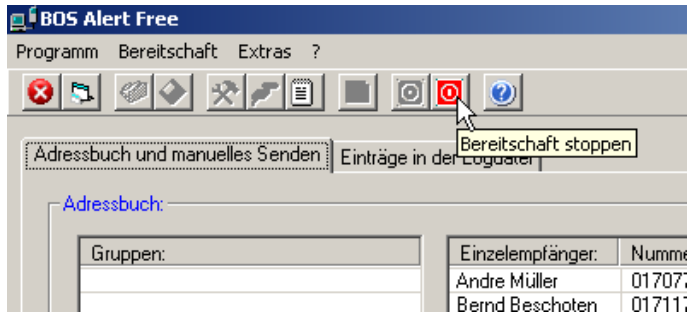 BOS Alert Free
Programm Bereitschaft Extras ?
Bereitschaft stoppen
Adressbuch und manuelles Senden Einträge in der Logdatei
Adressbuch:
Gruppen: Einzelempfänger: Numme
Andre Müller 01707
Bernd Beschoten 01711